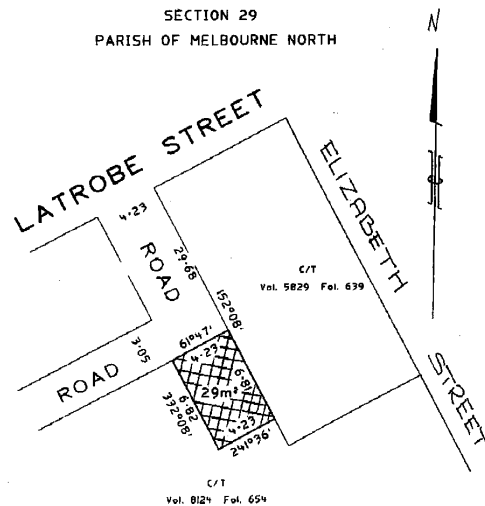 SECTION 29
PARISH OF MELBOURNE NORTH
N
LATROBE STREET
ELIZABETH
STREET
4·23
ROAD
29·68
152°08'
C/T
Vol. 5829 Fol. 639
3·05
ROAD
61°47'
4·23
6·81
29m²
6·82
332°08'
4·23
241°36'
C/T
Vol. 8124 Fol. 654